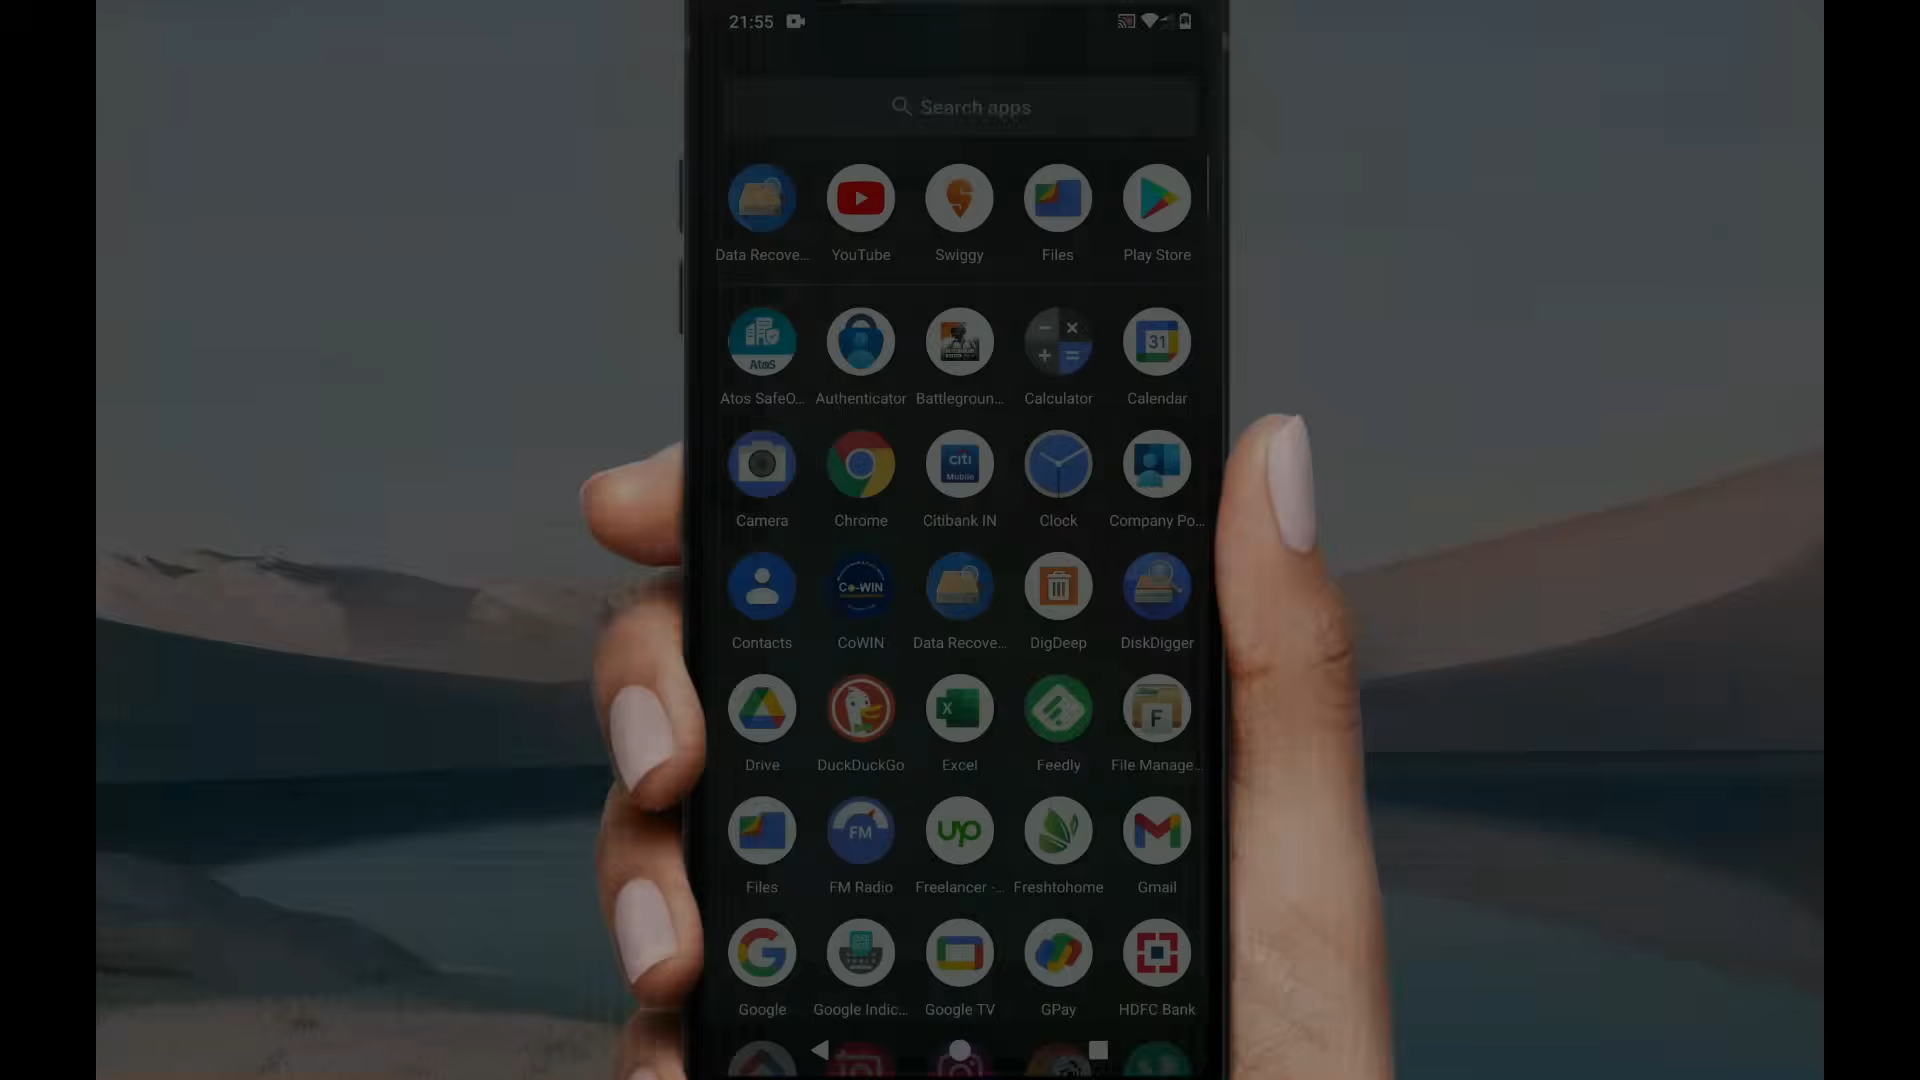 21:55
Search apps
Data Recove... YouTube Swiggy Files Play Store
31
Atos
Atos SafeO... Authenticator Battlegroun... Calculator Calendar
citi
Mobile
Camera Chrome Citibank IN Clock Company Po...
Co-WIN
Contacts CoWIN Data Recove... DigDeep DiskDigger
X
F
Drive DuckDuckGo Excel Feedly File Manage...
FM up
Files FM Radio Freelancer -... Freshtohome Gmail
G
Google Google Indic... Google TV GPay HDFC Bank